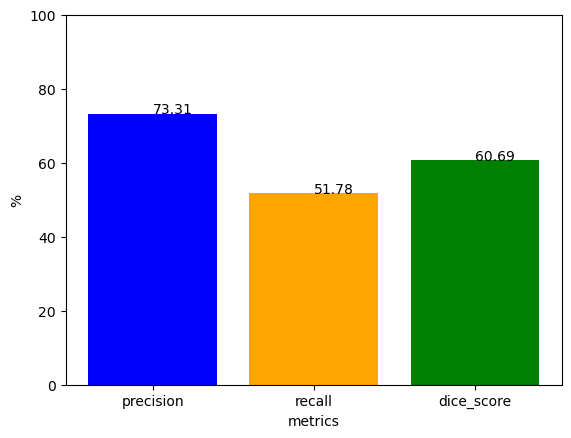 100
80
60
40
20
0
%
73.31
51.78
60.69
precision
recall
dice_score
metrics